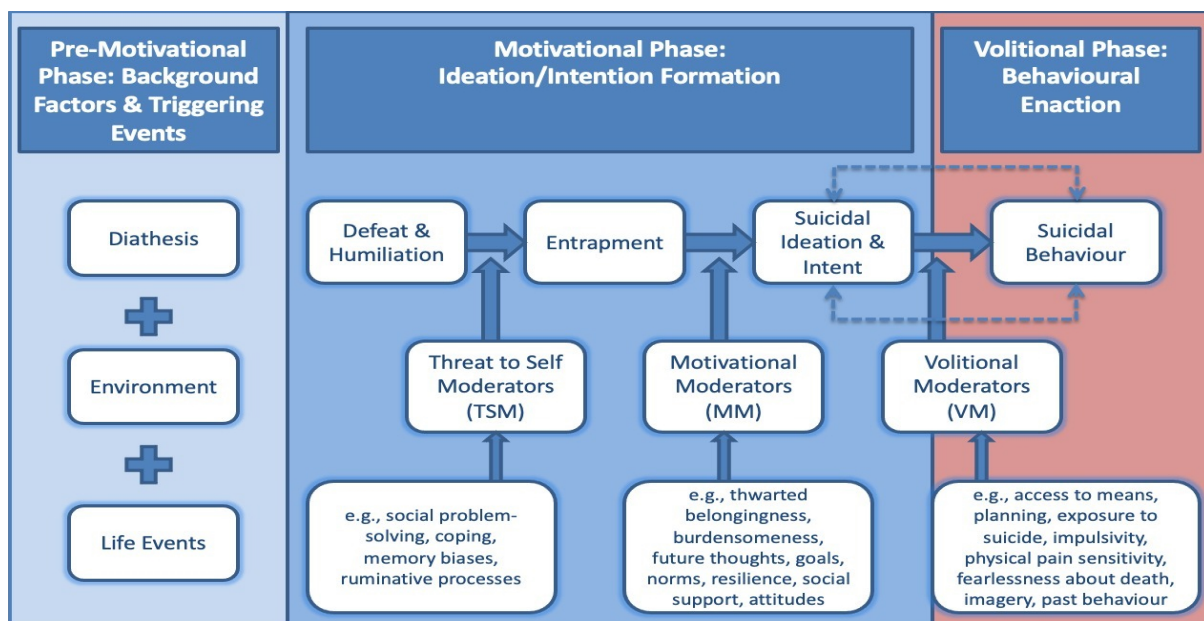 Pre-Motivational
Phase: Background
Factors & Triggering
Events
Motivational Phase:
Ideation/Intention Formation
Volitional Phase:
Behavioural
Enaction
Diathesis
Environment
Life Events
Defeat &
Humiliation
Entrapment
Suicidal
Ideation &
Intent
Suicidal
Behaviour
Threat to Self
Moderators
(TSM)
Motivational
Moderators
(MM)
Volitional
Moderators
(VM)
e.g., social problem-
solving, coping,
memory biases,
ruminative processes
e.g., thwarted
belongingness,
burdensomeness,
future thoughts, goals,
norms, resilience, social
support, attitudes
e.g., access to means,
planning, exposure to
suicide, impulsivity,
physical pain sensitivity,
fearlessness about death,
imagery, past behaviour